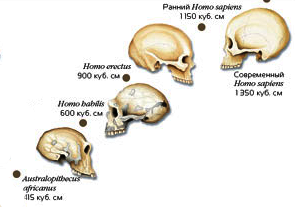 Ранний Homo sapiens
1150 куб. см
Homo erectus
900 куб. см
Современный
Homo sapiens
1350 куб. см
Homo habilis
600 куб. см
Australopithecus
africanus
415 куб. см